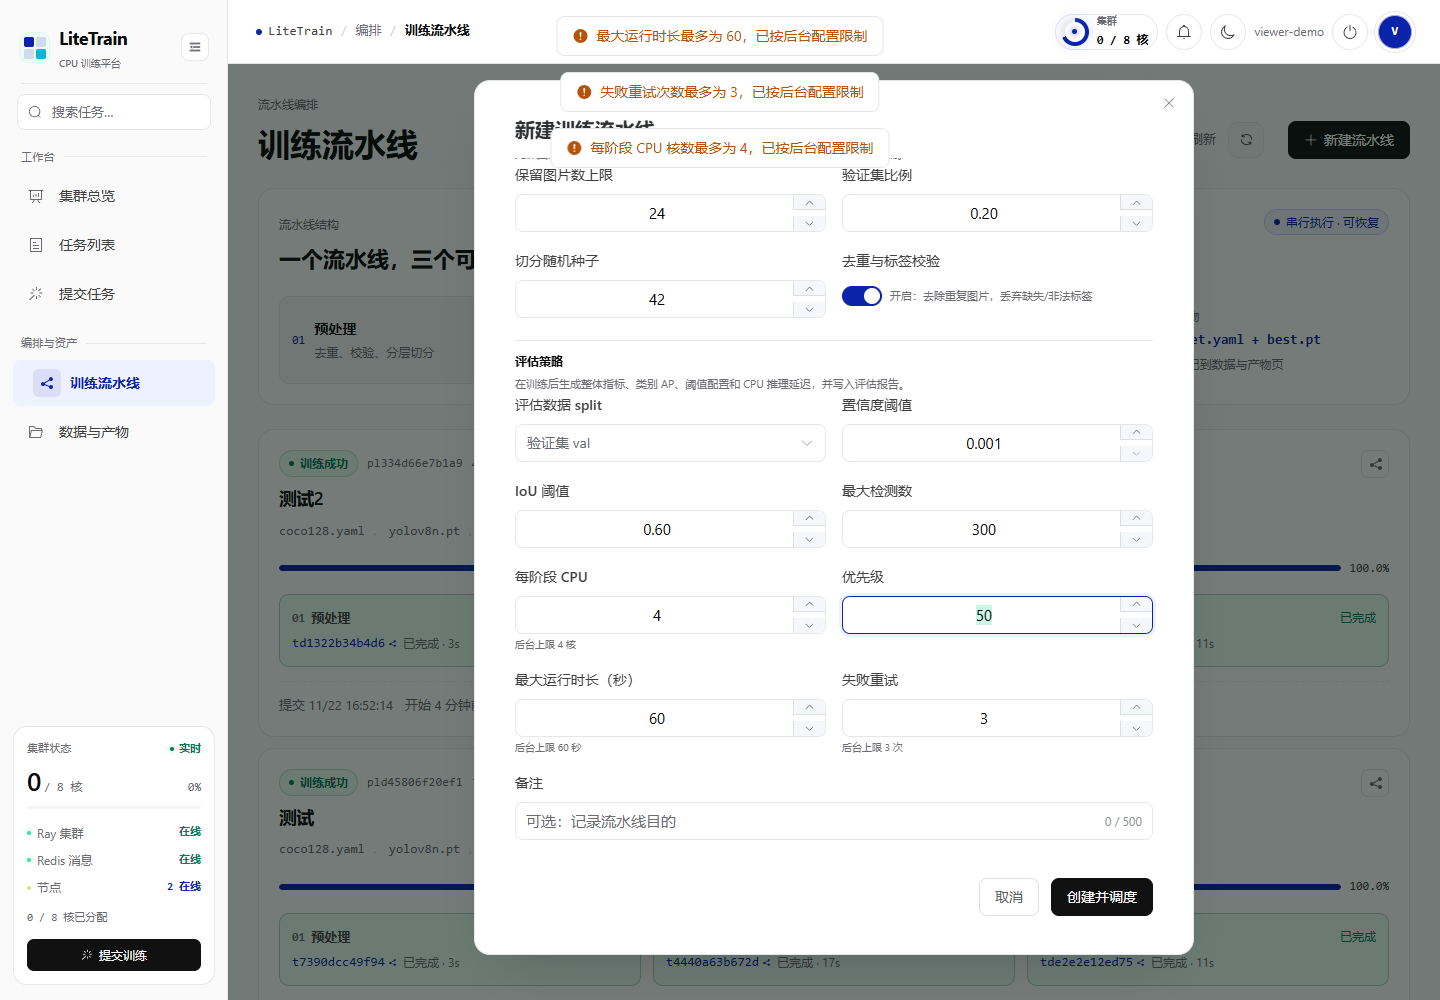 LiteTrain
CPU 训练平台
搜索任务...
工作台
集群总览
任务列表
提交任务
编排与资产
训练流水线
数据与产物
集群状态
实时
0 / 8 核
0%
Ray 集群
在线
Redis 消息
在线
节点
2 在线
0 / 8 核已分配
提交训练
LiteTrain / 编排 / 训练流水线
集群
0 / 8 核
viewer-demo
V
最大运行时长最多为 60，已按后台配置限制
失败重试次数最多为 3，已按后台配置限制
每阶段 CPU 核数最多为 4，已按后台配置限制
流水线编排
训练流水线
刷新
新建流水线
流水线结构
一个流水线，三个可
串行执行 · 可恢复
01
预处理
去重、校验、分层切分
et.yaml + best.pt
记到数据与产物页
训练成功
pl334d66e7b1a9
测试2
coco128.yaml
yolov8n.pt
100.0%
01 预处理
td1322b34b4d6
已完成 · 3s
已完成
11s
提交 11/22 16:52:14
开始 4 分钟前
训练成功
pld45806f20ef1
测试
coco128.yaml
yolov8n.pt
100.0%
01 预处理
t7390dcc49f94
已完成 · 3s
t4440a63b672d
已完成 · 17s
已完成
tde2e2e12ed75
已完成 · 11s
新建训练流水线
保留图片数上限
24
验证集比例
0.20
切分随机种子
42
去重与标签校验
开启：去除重复图片，丢弃缺失/非法标签
评估策略
在训练后生成整体指标、类别 AP、阈值配置和 CPU 推理延迟，并写入评估报告。
评估数据 split
验证集 val
置信度阈值
0.001
IoU 阈值
0.60
最大检测数
300
每阶段 CPU
4
后台上限 4 核
优先级
50
最大运行时长（秒）
60
后台上限 60 秒
失败重试
3
后台上限 3 次
备注
可选：记录流水线目的
0 / 500
取消
创建并调度